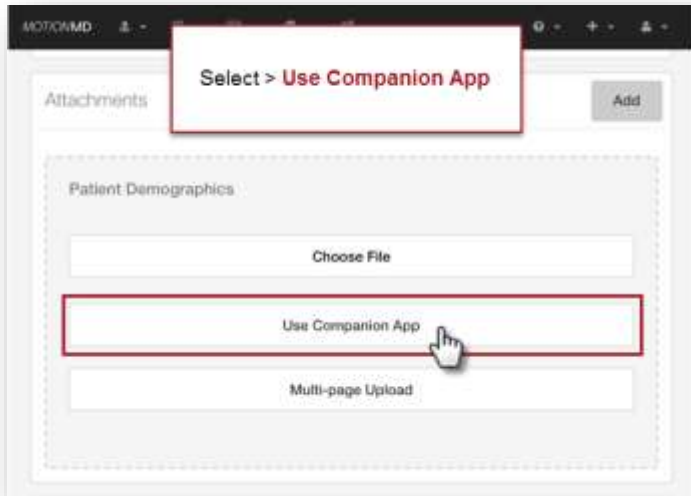 MOTIONMD
Select > Use Companion App
Attachments
Add
Patient Demographics
Choose File
Use Companion App
Multi-page Upload